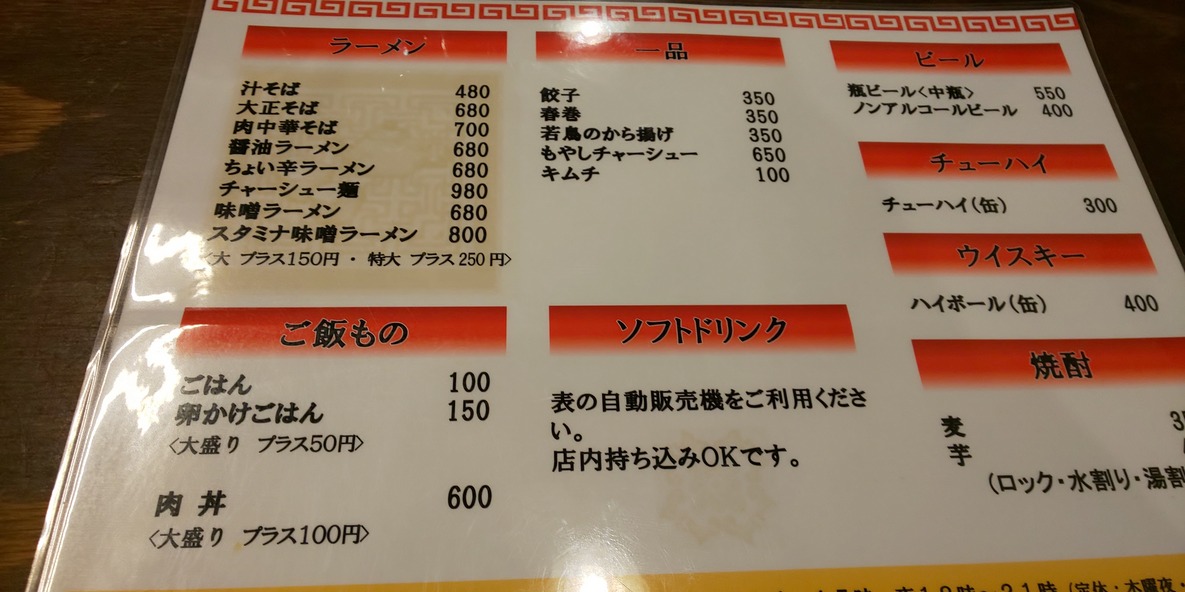 ラーメン
汁そば 480
大正そば 680
肉中華そば 700
醤油ラーメン 680
ちょい辛ラーメン 680
チャーシュー麺 980
味噌ラーメン 680
スタミナ味噌ラーメン 800
〈大 プラス150円・特大 プラス250円〉
一品
餃子 350
春巻 350
若鳥のから揚げ 350
もやしチャーシュー 650
キムチ 100
ビール
瓶ビール〈中瓶〉 550
ノンアルコールビール 400
チューハイ
チューハイ(缶) 300
ウイスキー
ハイボール(缶) 400
焼酎
麦
芋
(ロック・水割り・湯割
ご飯もの
ごはん 100
卵かけごはん 150
〈大盛り プラス50円〉
肉丼 600
〈大盛り プラス100円〉
ソフトドリンク
表の自動販売機をご利用くださ
い。
店内持ち込みOKです。